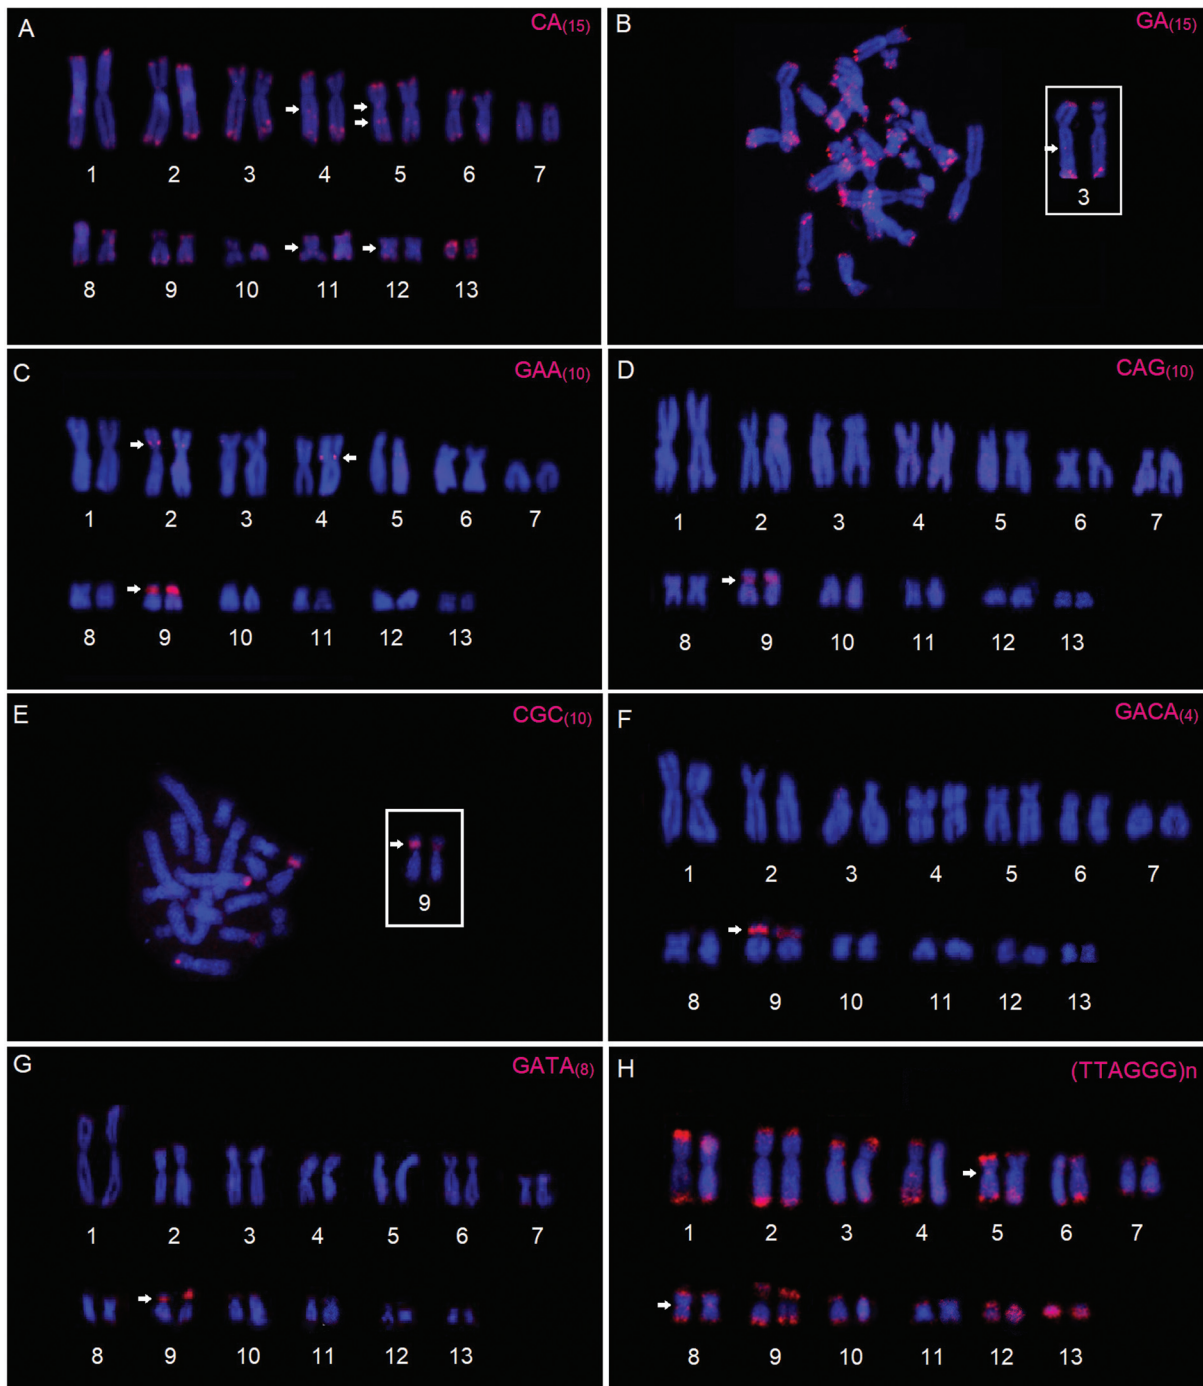 A CA(15)
1 2 3 4 5 6 7
8 9 10 11 12 13
B GA(15)
3
C GAA(10)
1 2 3 4 5 6 7
8 9 10 11 12 13
D CAG(10)
1 2 3 4 5 6 7
8 9 10 11 12 13
E CGC(10)
9
F GACA(4)
1 2 3 4 5 6 7
8 9 10 11 12 13
G GATA(8)
1 2 3 4 5 6 7
8 9 10 11 12 13
H (TTAGGG)n
1 2 3 4 5 6 7
8 9 10 11 12 13